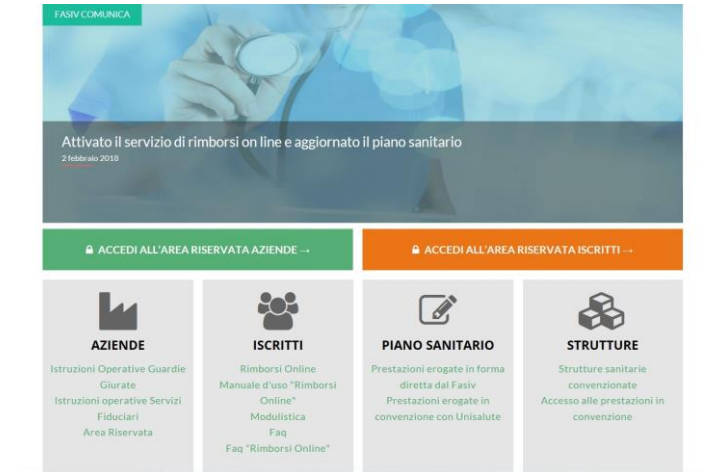 FASIV COMUNICA
Attivato il servizio di rimborsi on line e aggiornato il piano sanitario
2 febbraio 2018
ACCEDI ALL'AREA RISERVATA AZIENDE →
ACCEDI ALL'AREA RISERVATA ISCRITTI →
AZIENDE
Istruzioni Operative Guardie
Giurate
Istruzioni operative Servizi
Fiduciari
Area Riservata
ISCRITTI
Rimborsi Online
Manuale d'uso "Rimborsi
Online"
Modulistica
Faq
Faq "Rimborsi Online"
PIANO SANITARIO
Prestazioni erogate in forma
diretta dal Fasiv
Prestazioni erogate in
convenzione con Unisalute
STRUTTURE
Strutture sanitarie
convenzionate
Accesso alle prestazioni in
convenzione